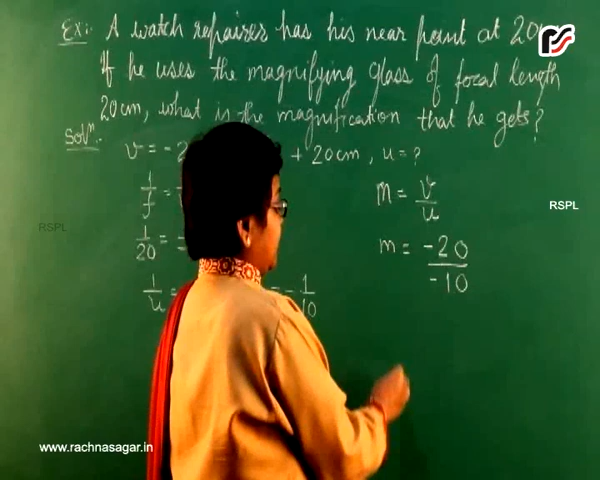 Ex:- A watch repairer has his near point at 20
If he uses the magnifying glass of focal length
20cm, what is the magnification that he gets?
Solⁿ:-
v = - 2 + 20cm, u = ?
1/f = M = v/u
RSPL
RSPL
1/20 = m = -20/-10
1/u = - 1/10
www.rachnasagar.in